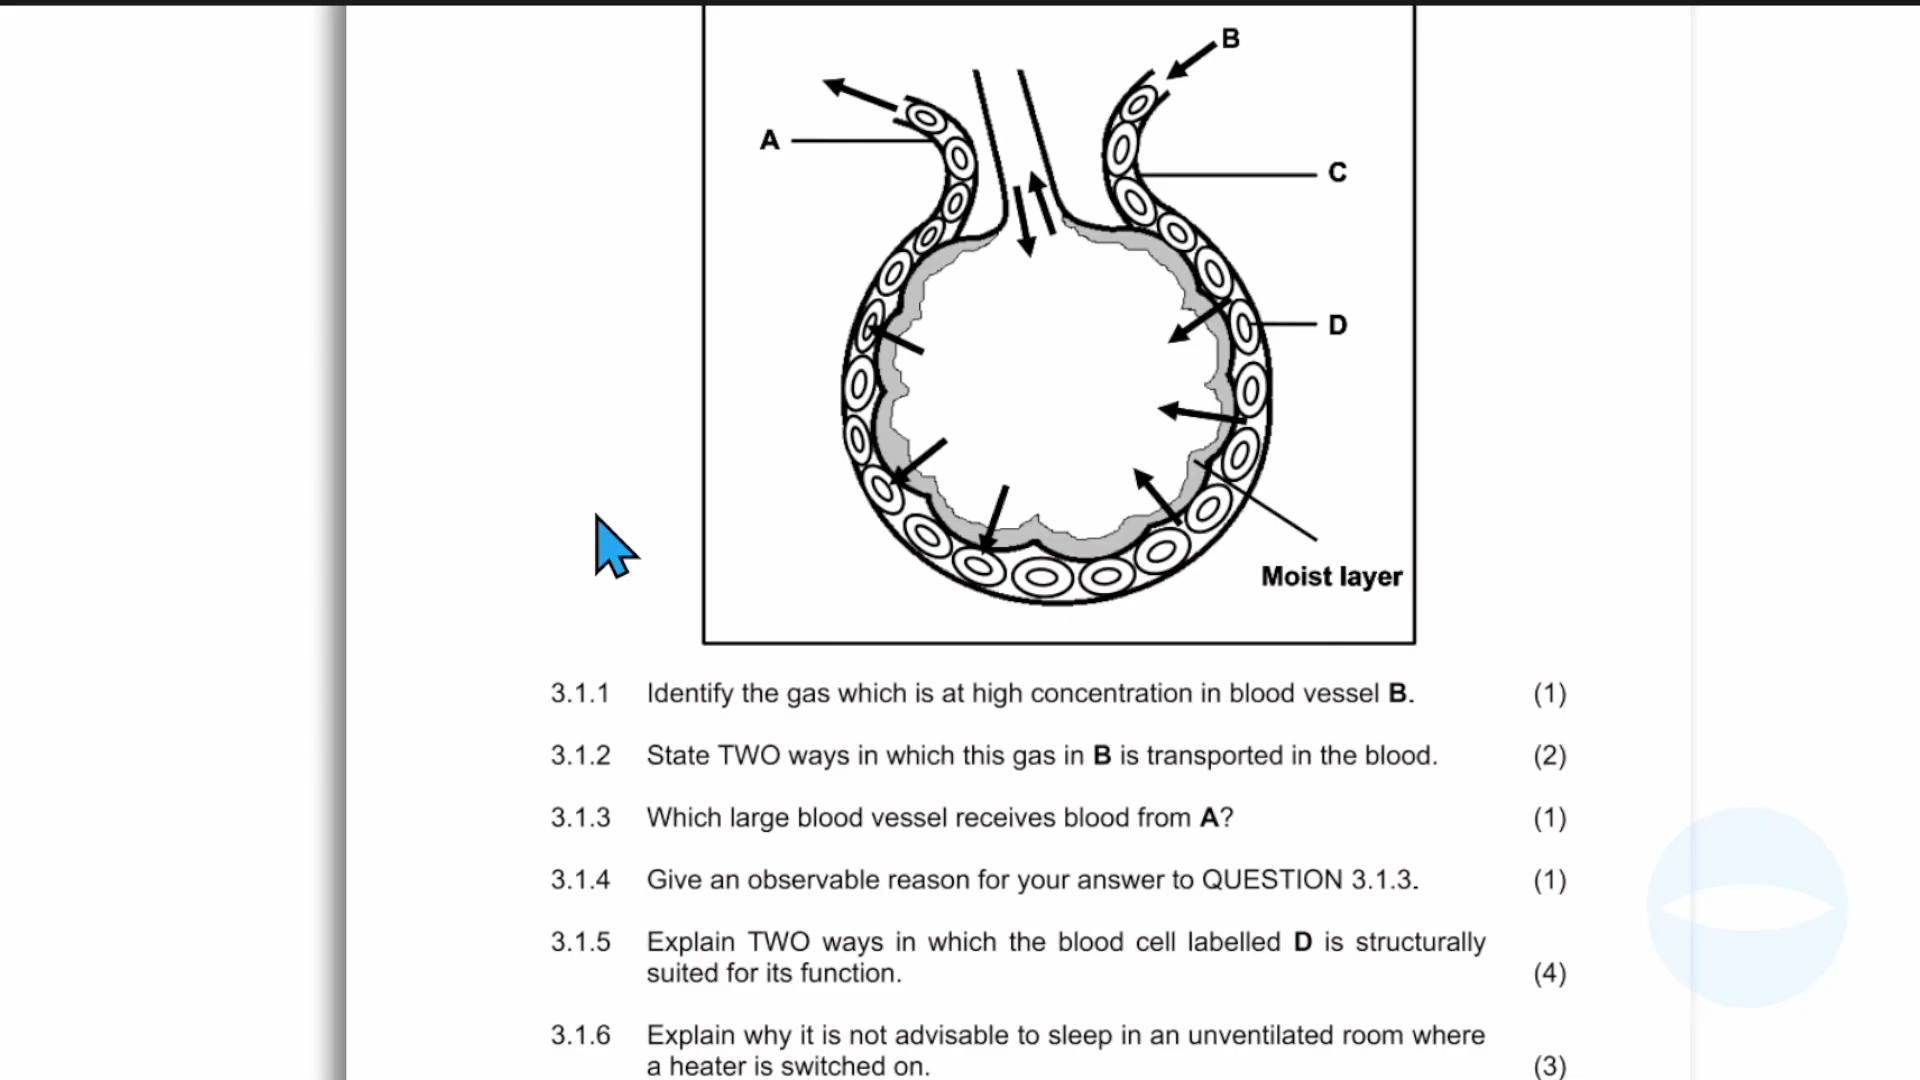 B
A
C
D
Moist layer
3.1.1 Identify the gas which is at high concentration in blood vessel B. (1)
3.1.2 State TWO ways in which this gas in B is transported in the blood. (2)
3.1.3 Which large blood vessel receives blood from A? (1)
3.1.4 Give an observable reason for your answer to QUESTION 3.1.3. (1)
3.1.5 Explain TWO ways in which the blood cell labelled D is structurally
suited for its function. (4)
3.1.6 Explain why it is not advisable to sleep in an unventilated room where
a heater is switched on. (3)